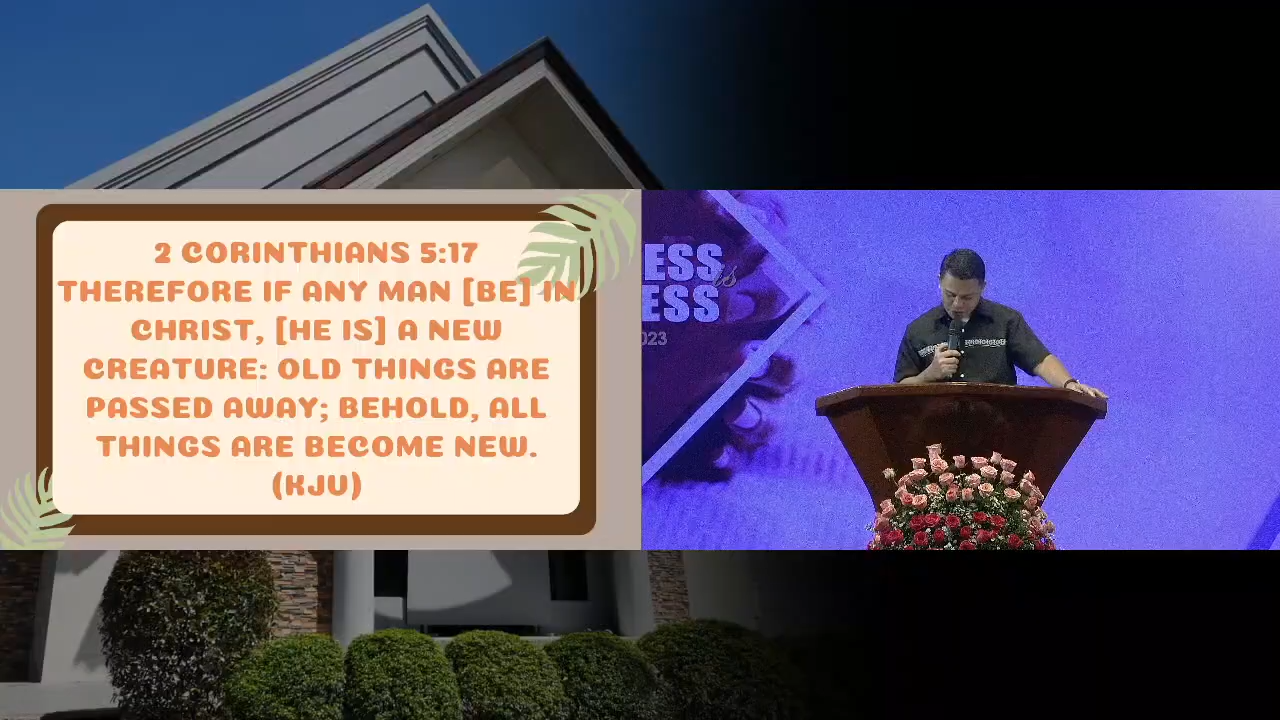 2 CORINTHIANS 5:17
THEREFORE IF ANY MAN [BE] IN
CHRIST, [HE IS] A NEW
CREATURE: OLD THINGS ARE
PASSED AWAY; BEHOLD, ALL
THINGS ARE BECOME NEW.
(KJV)
ESS
is
ESS
023